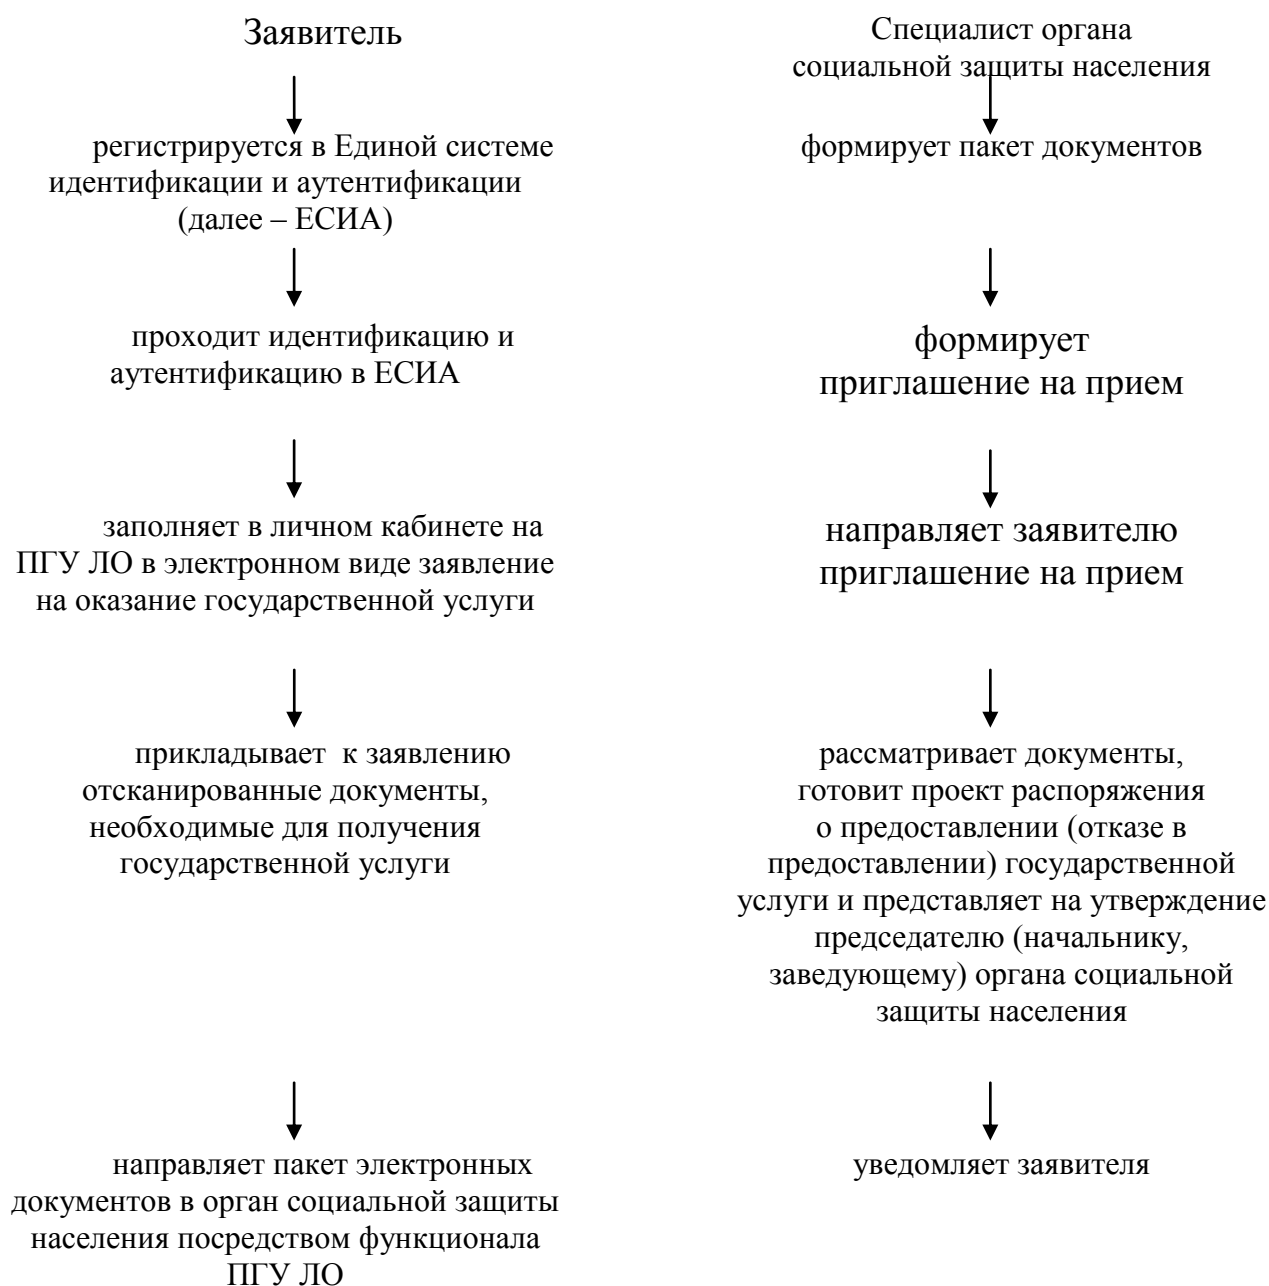 Заявитель
регистрируется в Единой системе
идентификации и аутентификации
(далее – ЕСИА)
проходит идентификацию и
аутентификацию в ЕСИА
заполняет в личном кабинете на
ПГУ ЛО в электронном виде заявление
на оказание государственной услуги
прикладывает к заявлению
отсканированные документы,
необходимые для получения
государственной услуги
направляет пакет электронных
документов в орган социальной защиты
населения посредством функционала
ПГУ ЛО
Специалист органа
социальной защиты населения
формирует пакет документов
формирует
приглашение на прием
направляет заявителю
приглашение на прием
рассматривает документы,
готовит проект распоряжения
о предоставлении (отказе в
предоставлении) государственной
услуги и представляет на утверждение
председателю (начальнику,
заведующему) органа социальной
защиты населения
уведомляет заявителя